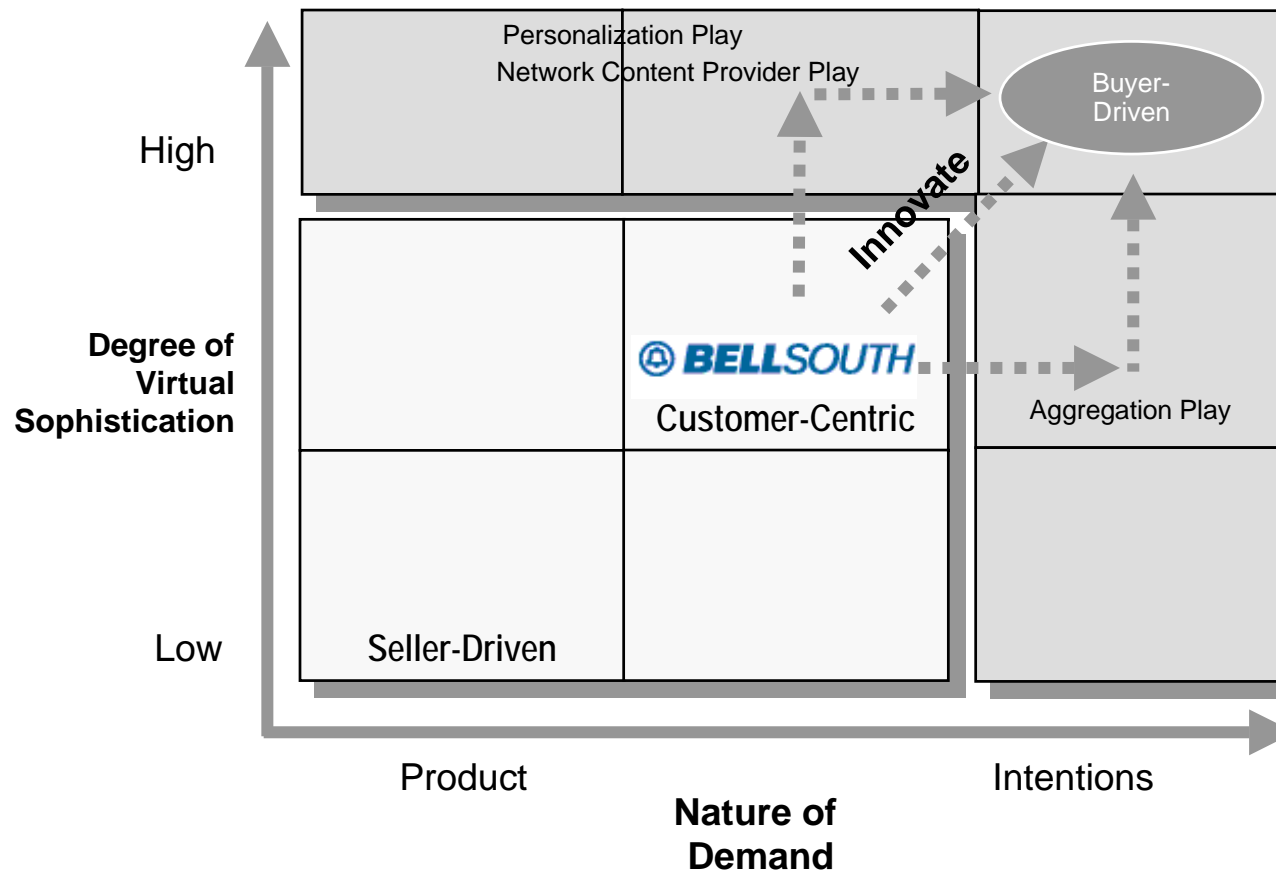 Personalization Play
Network Content Provider Play
Buyer-
Driven
High
Innovate
Degree of
Virtual
Sophistication
BELLSOUTH
Customer-Centric
Aggregation Play
Low
Seller-Driven
Product
Intentions
Nature of
Demand